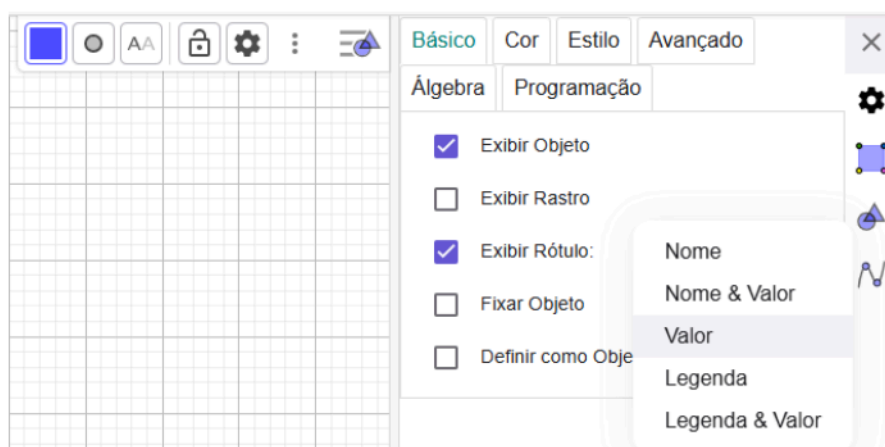 AA
Básico Cor Estilo Avançado
Álgebra Programação
Exibir Objeto
Exibir Rastro
Exibir Rótulo:
Fixar Objeto
Definir como Obje
Nome
Nome & Valor
Valor
Legenda
Legenda & Valor